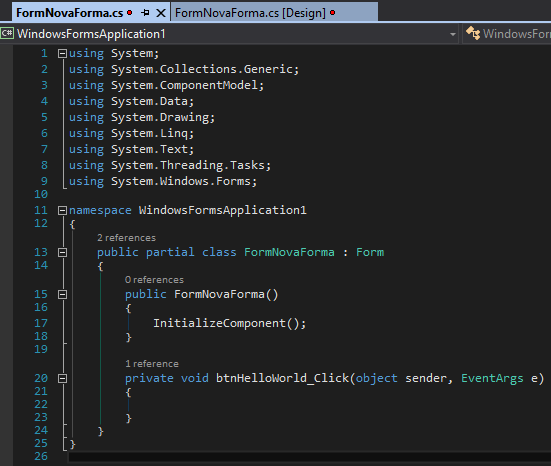 FormNovaForma.cs FormNovaForma.cs [Design]
C# WindowsFormsApplication1 WindowsFor
1 using System;
2 using System.Collections.Generic;
3 using System.ComponentModel;
4 using System.Data;
5 using System.Drawing;
6 using System.Linq;
7 using System.Text;
8 using System.Threading.Tasks;
9 using System.Windows.Forms;
10
11 namespace WindowsFormsApplication1
12 {
2 references
13 public partial class FormNovaForma : Form
14 {
0 references
15 public FormNovaForma()
16 {
17 InitializeComponent();
18 }
19
1 reference
20 private void btnHelloWorld_Click(object sender, EventArgs e)
21 {
22
23 }
24 }
25 }
26